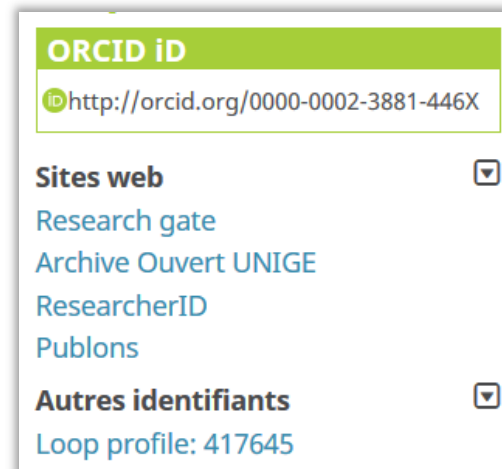 ORCID iD
iD http://orcid.org/0000-0002-3881-446X
Sites web
Research gate
Archive Ouvert UNIGE
ResearcherID
Publons
Autres identifiants
Loop profile: 417645